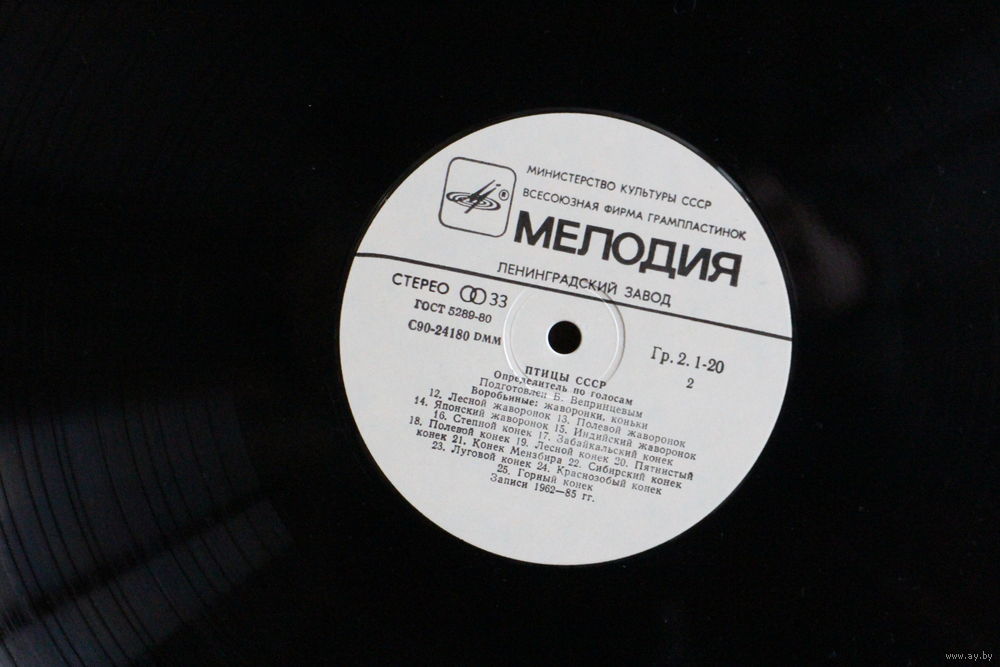 МИНИСТЕРСТВО КУЛЬТУРЫ СССР
ВСЕСОЮЗНАЯ ФИРМА ГРАМПЛАСТИНОК
®
МЕЛОДИЯ
ЛЕНИНГРАДСКИЙ ЗАВОД
СТЕРЕО 33
ГОСТ 5289-80
С90-24180 DMM
Гр. 2. 1-20
2
ПТИЦЫ СССР
Определитель по голосам
Подготовлен Б. Вепринцевым
Воробьиные: жаворонки, коньки
12. Лесной жаворонок 13. Полевой жаворонок
14. Японский жаворонок 15. Индийский жаворонок
16. Степной конек 17. Забайкальский конек
18. Полевой конек 19. Лесной конек 20. Пятнистый
конек 21. Конек Мензбира 22. Сибирский конек
23. Луговой конек 24. Краснозобый конек
25. Горный конек
Записи 1962—85 гг.
www.ay.by